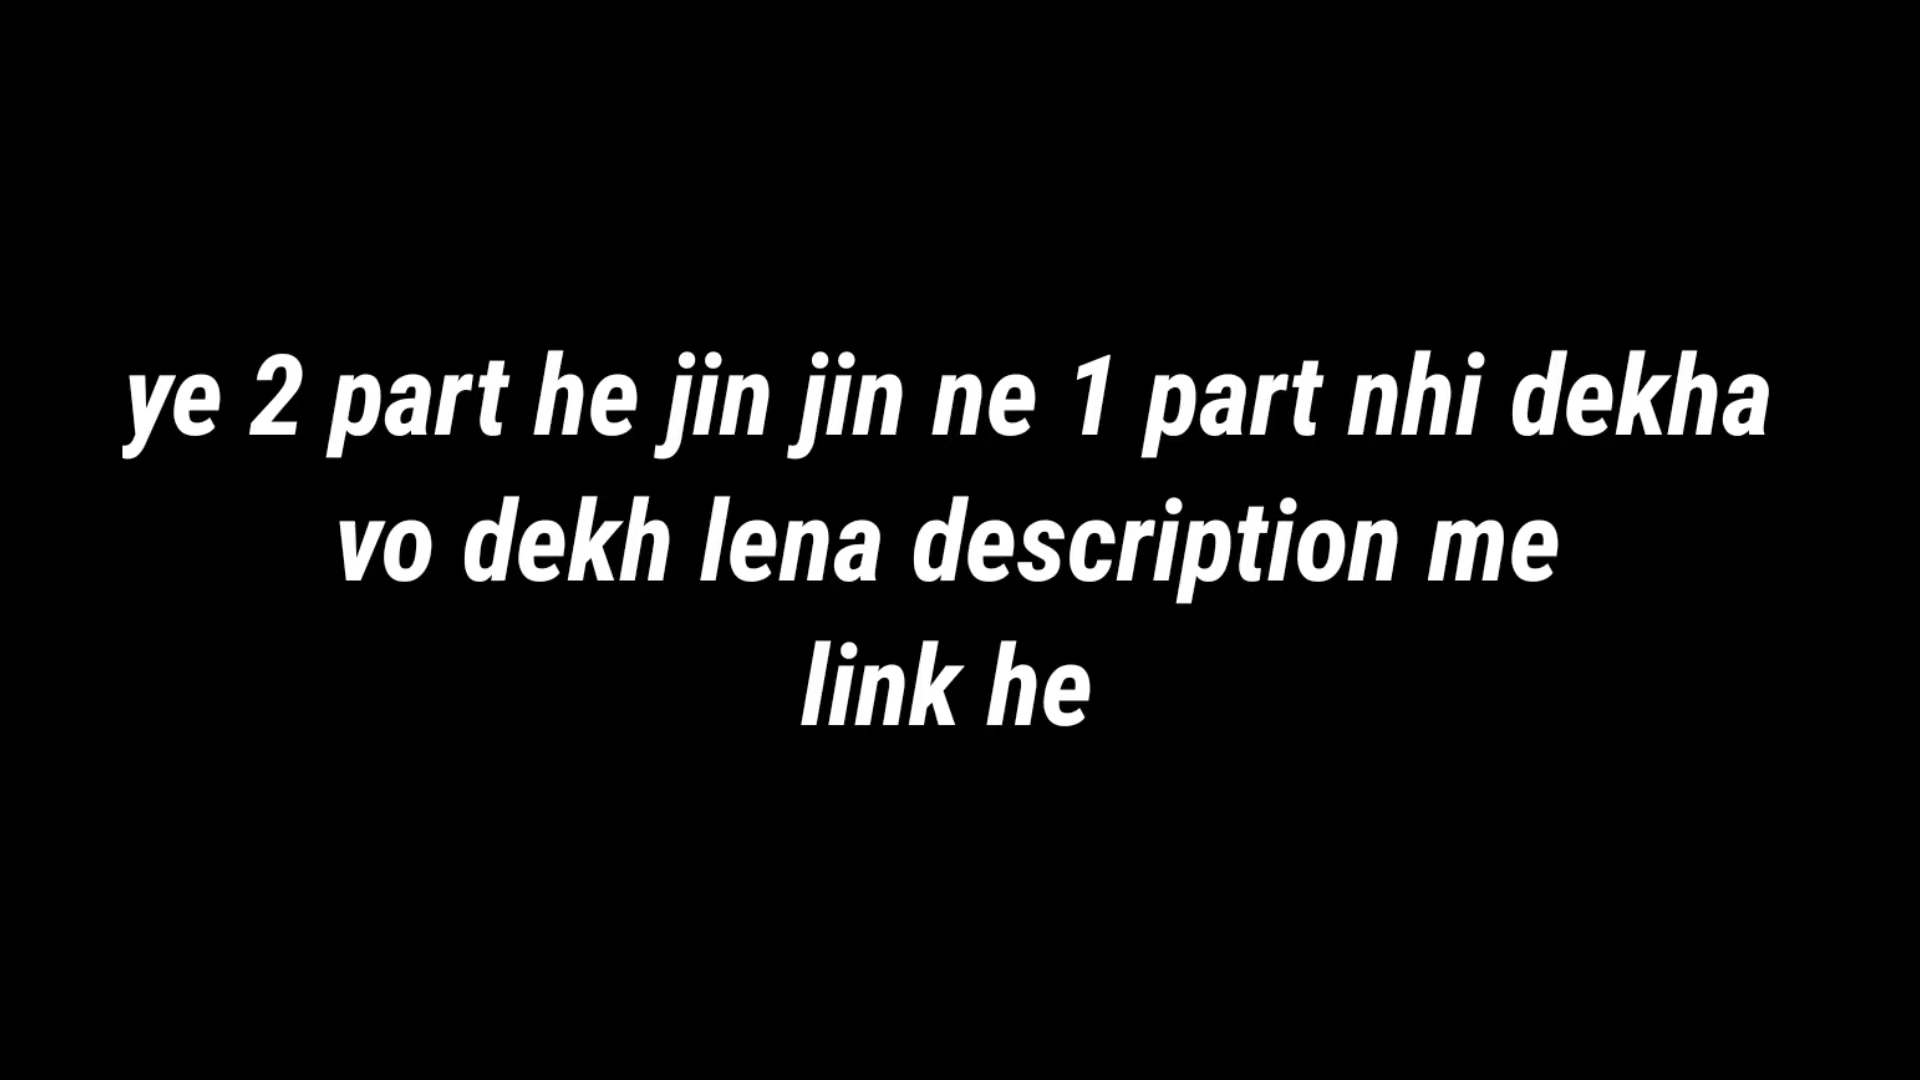 ye 2 part he jin jin ne 1 part nhi dekha
vo dekh lena description me
link he